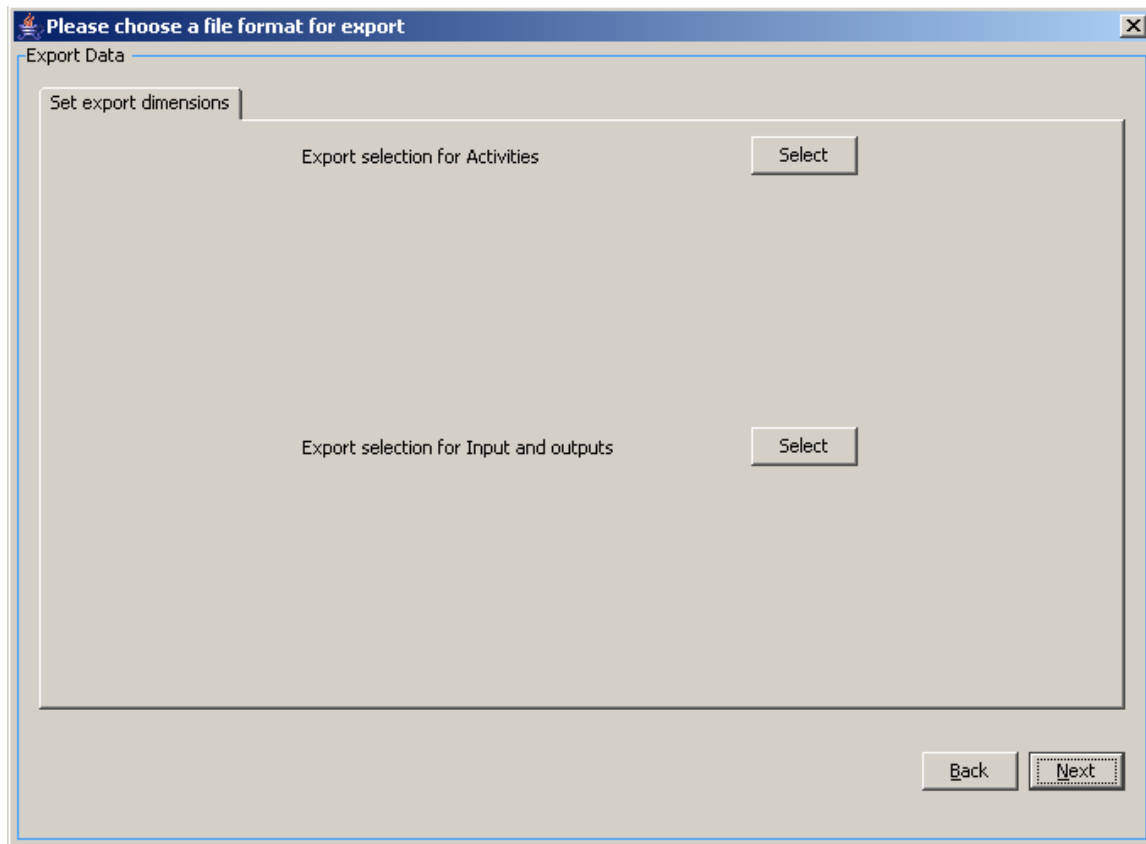 Please choose a file format for export
Export Data
Set export dimensions
Export selection for Activities
Select
Export selection for Input and outputs
Select
Back
Next